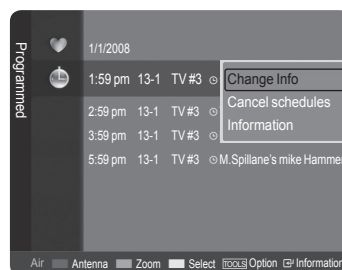 Programmed
1/1/2008
1:59 pm 13-1 TV #3
Change Info
Cancel schedules
Information
2:59 pm 13-1 TV #3
3:59 pm 13-1 TV #3
5:59 pm 13-1 TV #3 M.Spillane's mike Hammer
Air Antenna Zoom Select TOOLS Option Information